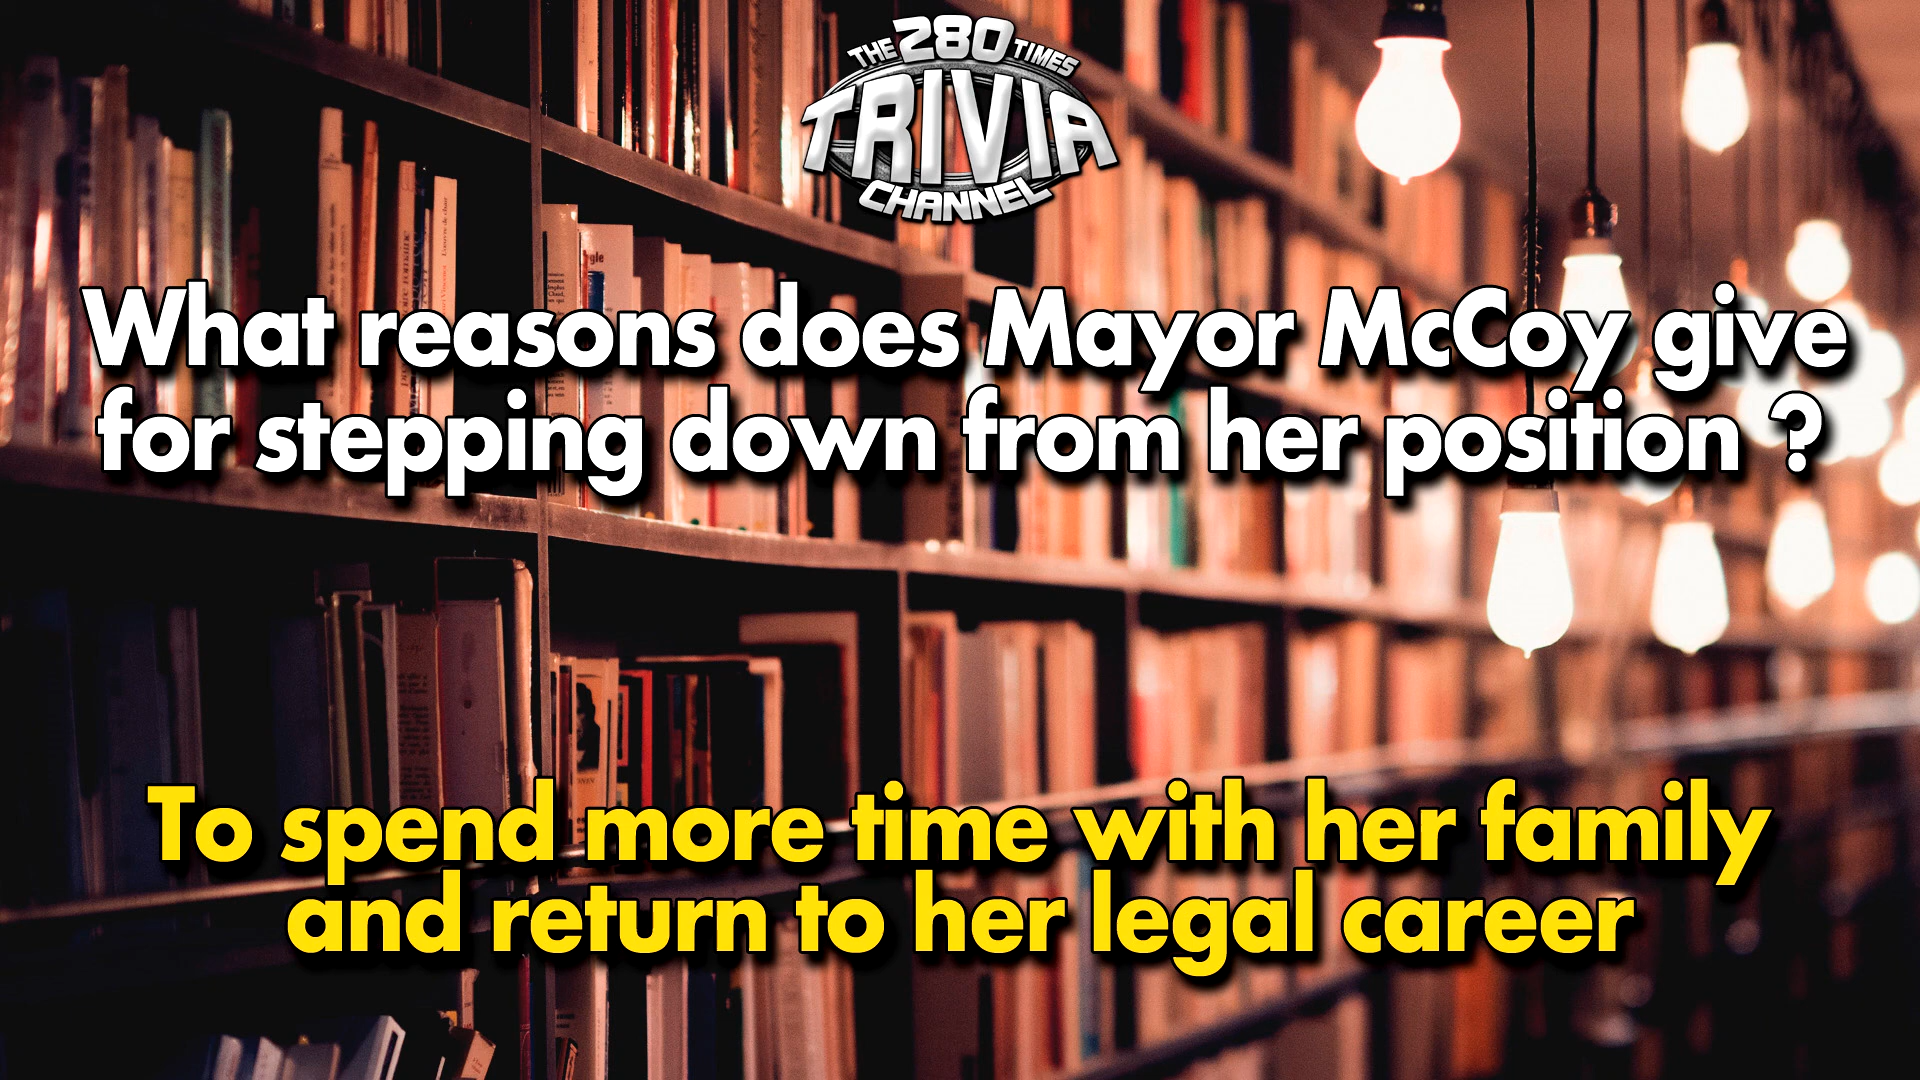 THE 280 TIMES
TRIVIA
CHANNEL
What reasons does Mayor McCoy give
for stepping down from her position ?
To spend more time with her family
and return to her legal career